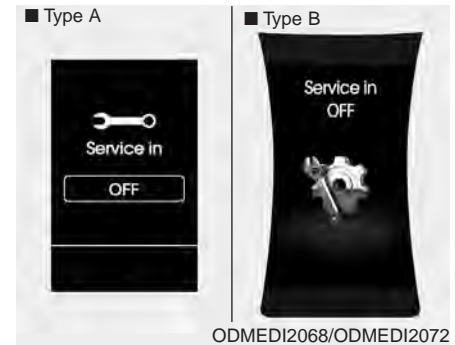 ■ Type A
Service in
OFF
■ Type B
Service in
OFF
ODMEDI2068/ODMEDI2072